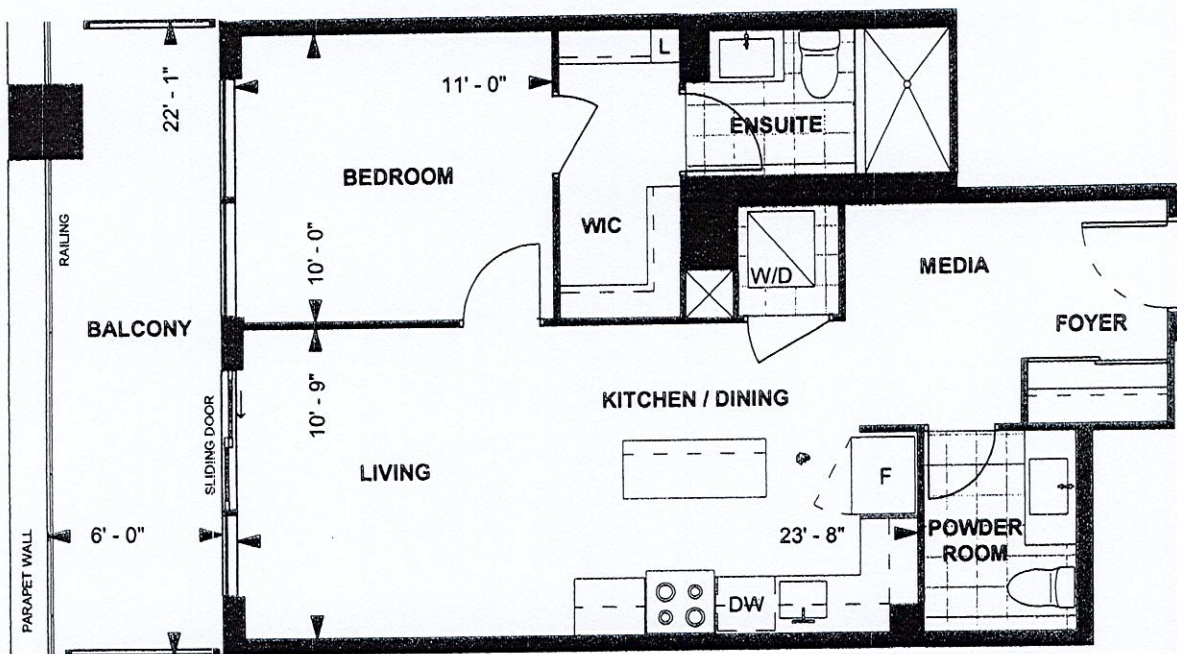 22' - 1"
11' - 0"
L
ENSUITE
BEDROOM
WIC
RAILING
10' - 0"
W/D
MEDIA
BALCONY
FOYER
10' - 9"
KITCHEN / DINING
SLIDING DOOR
LIVING
F
6' - 0"
23' - 8"
POWDER
ROOM
PARAPET WALL
DW